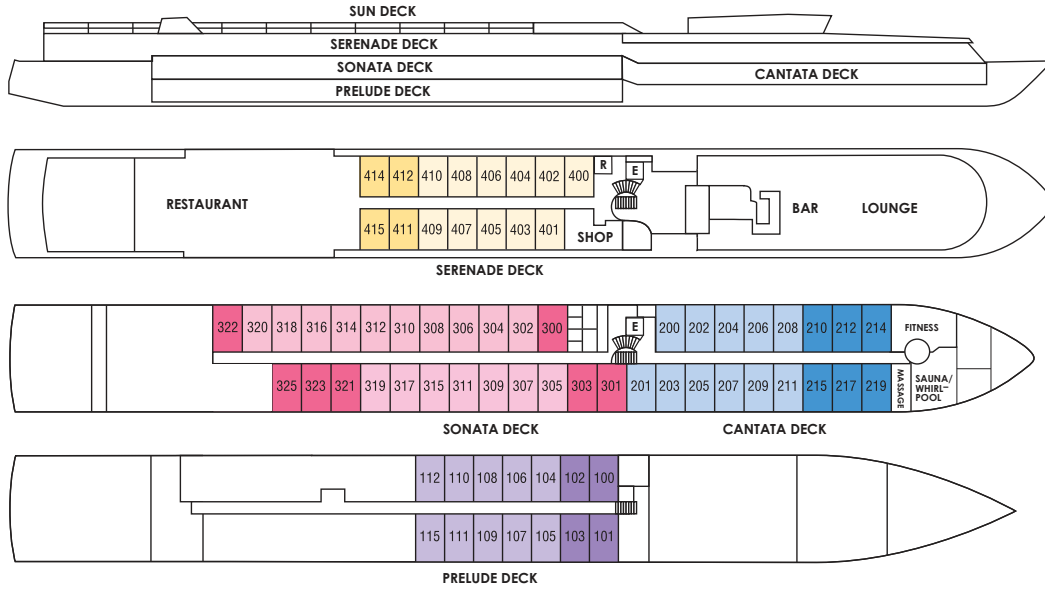 SUN DECK
SERENADE DECK
SONATA DECK
CANTATA DECK
PRELUDE DECK
R
E
414 412 410 408 406 404 402 400
RESTAURANT
BAR LOUNGE
415 411 409 407 405 403 401
SHOP
SERENADE DECK
322 320 318 316 314 312 310 308 306 304 302 300
E
200 202 204 206 208 210 212 214
FITNESS
325 323 321 319 317 315 311 309 307 305 303 301 201 203 205 207 209 211 215 217 219
MASSAGE
SAUNA/
WHIRL-
POOL
SONATA DECK
CANTATA DECK
112 110 108 106 104 102 100
115 111 109 107 105 103 101
PRELUDE DECK